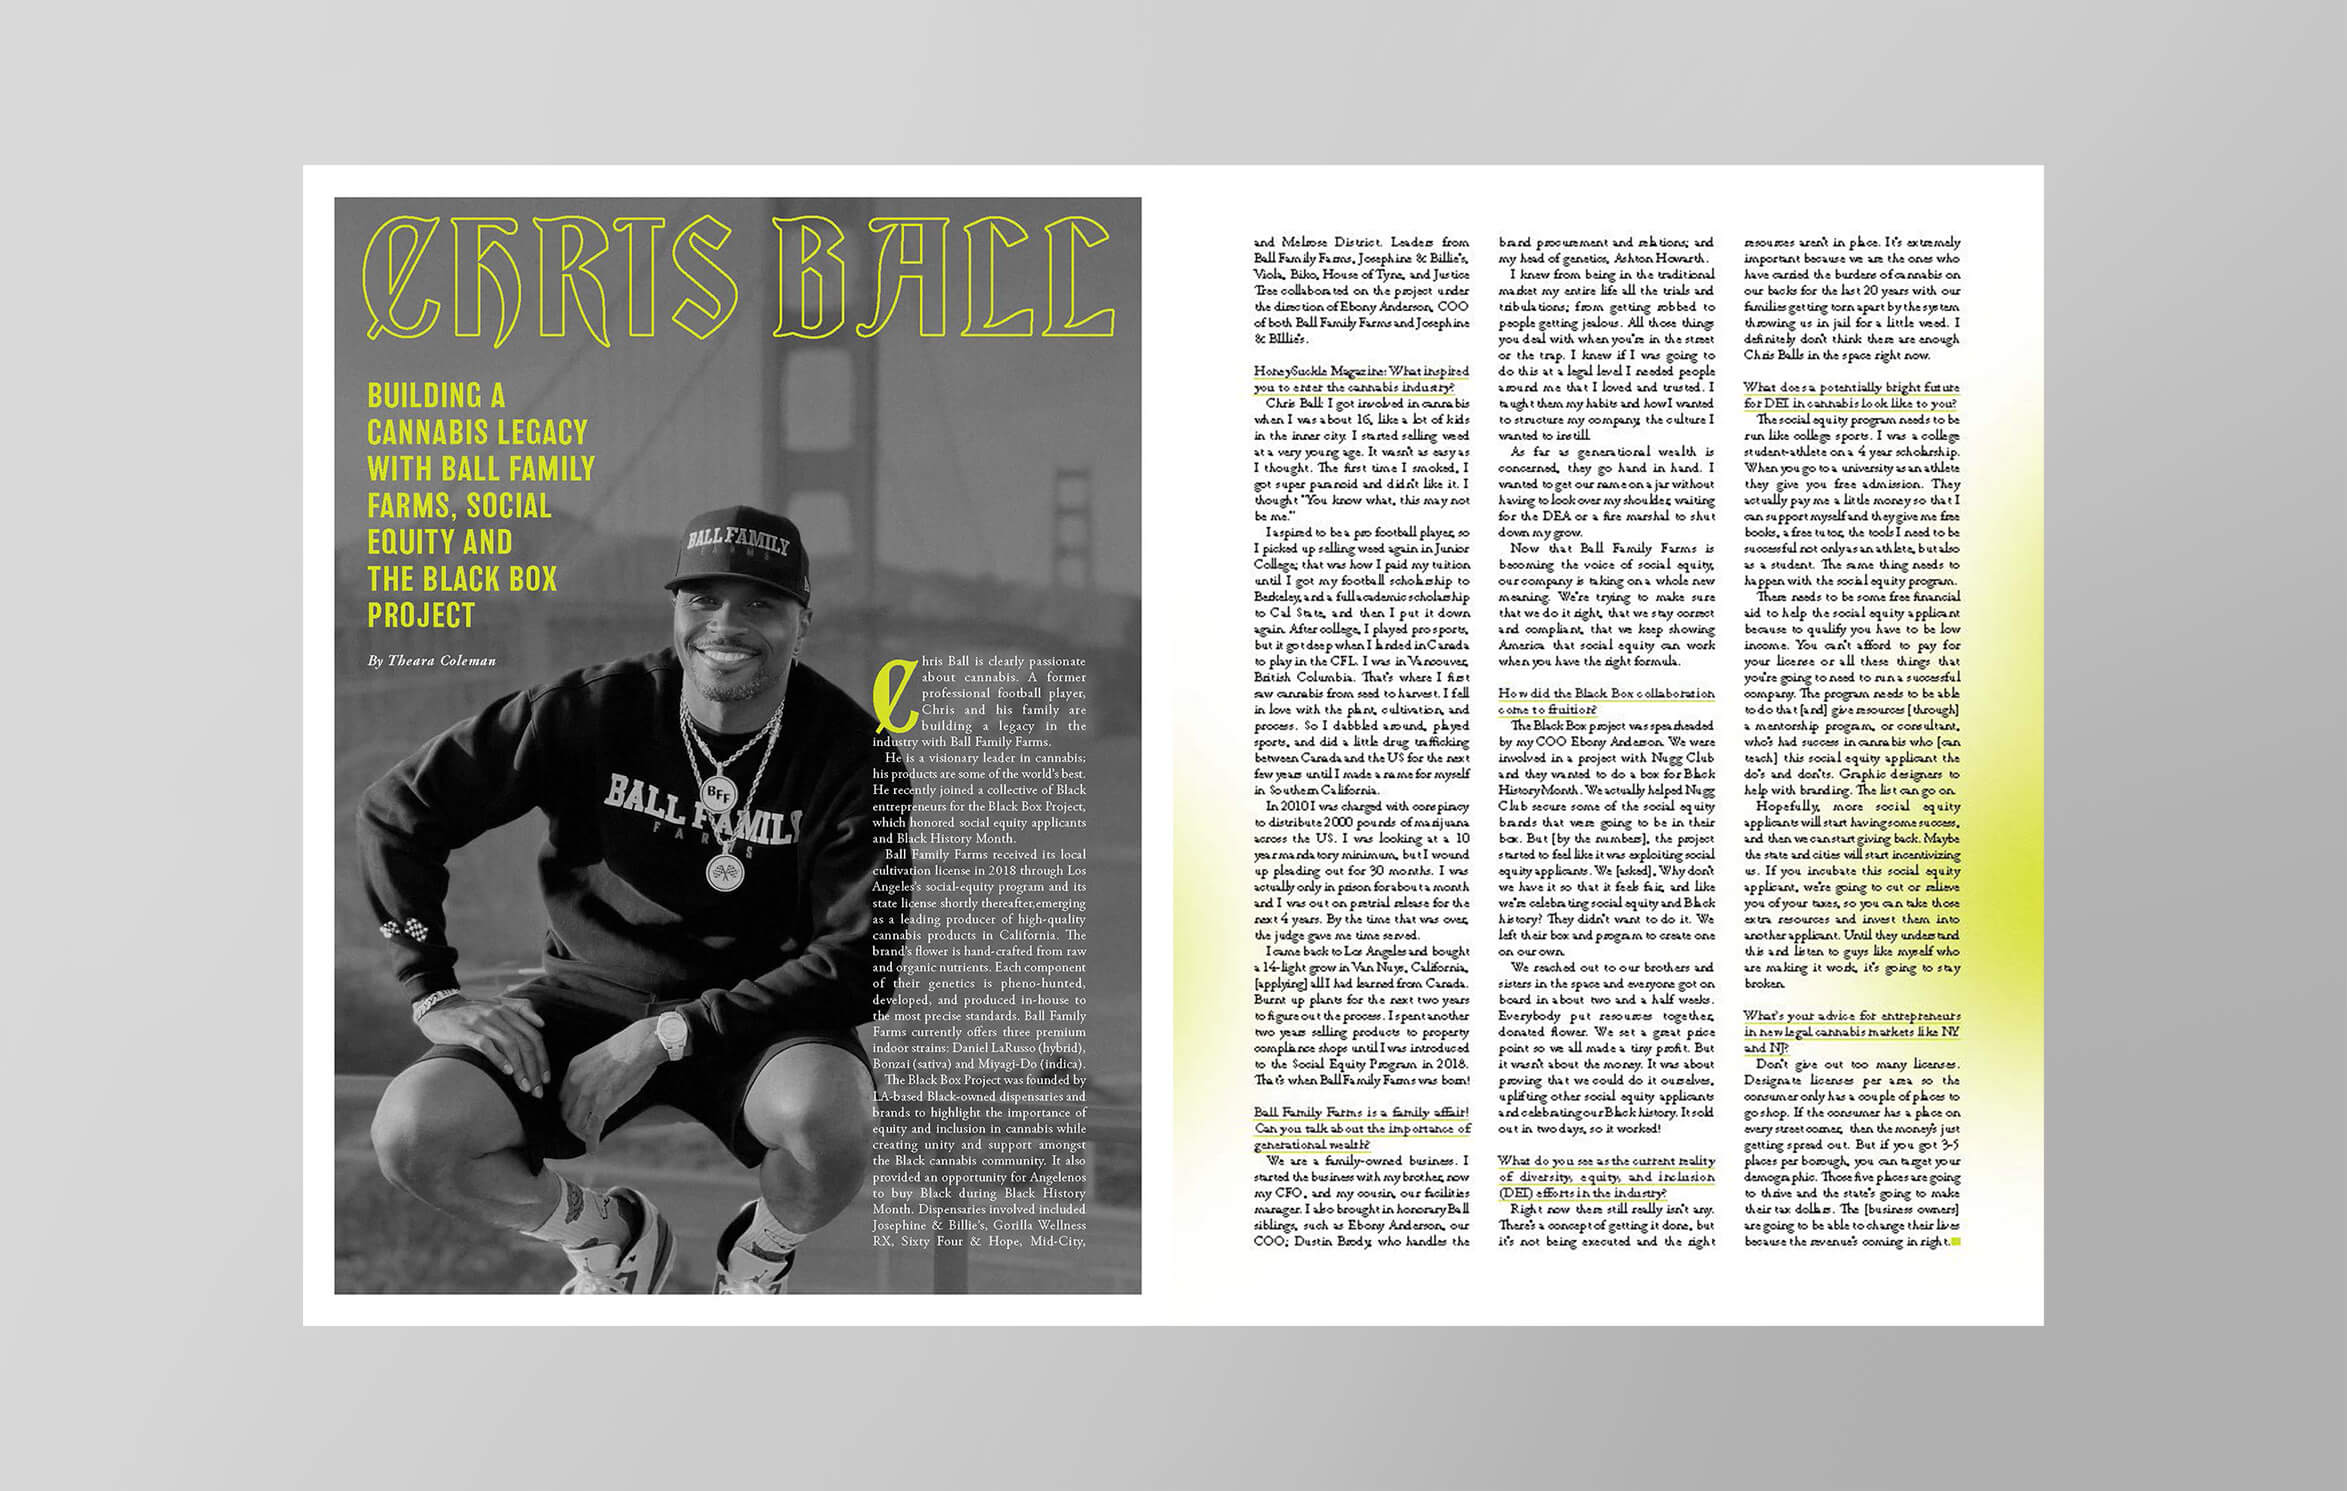 CHRIS BALL
BUILDING A
CANNABIS LEGACY
WITH BALL FAMILY
FARMS, SOCIAL
EQUITY AND
THE BLACK BOX
PROJECT
By Theara Coleman
BALL FAMILY
FARMS
BFF
BALL FAMILY
FARMS
Chris Ball is clearly passionate
about cannabis. A former
professional football player,
Chris and his family are
building a legacy in the
industry with Ball Family Farms.
He is a visionary leader in cannabis;
his products are some of the world's best.
He recently joined a collective of Black
entrepreneurs for the Black Box Project,
which honored social equity applicants
and Black History Month.
Ball Family Farms received its local
cultivation license in 2018 through Los
Angeles's social-equity program and its
state license shortly thereafter,emerging
as a leading producer of high-quality
cannabis products in California. The
brand's flower is hand-crafted from raw
and organic nutrients. Each component
of their genetics is pheno-hunted,
developed, and produced in-house to
the most precise standards. Ball Family
Farms currently offers three premium
indoor strains: Daniel LaRusso (hybrid),
Bonzai (sativa) and Miyagi-Do (indica).
The Black Box Project was founded by
LA-based Black-owned dispensaries and
brands to highlight the importance of
equity and inclusion in cannabis while
creating unity and support amongst
the Black cannabis community. It also
provided an opportunity for Angelenos
to buy Black during Black History
Month. Dispensaries involved included
Josephine & Billie's, Gorilla Wellness
RX, Sixty Four & Hope, Mid-City,
and Melrose District. Leaders from
Ball Family Farms, Josephine & Billie's,
Viola, Biko, House of Tyne, and Justice
Tree collaborated on the project under
the direction of Ebony Anderson, COO
of both Ball Family Farms and Josephine
& BIllie's.
HoneySuckle Magazine: What inspired
you to enter the cannabis industry?
Chris Ball: I got involved in cannabis
when I was about 16, like a lot of kids
in the inner city. I started selling weed
at a very young age. It wasn't as easy as
I thought. The first time I smoked, I
got super paranoid and didn't like it. I
thought "You know what, this may not
be me."
I aspired to be a pro football player, so
I picked up selling weed again in Junior
College; that was how I paid my tuition
until I got my football scholarship to
Berkeley, and a full academic scholarship
to Cal State, and then I put it down
again. After college, I played pro sports,
but it got deep when I landed in Canada
to play in the CFL. I was in Vancouver,
British Columbia. That's where I first
saw cannabis from seed to harvest. I fell
in love with the plant, cultivation, and
process. So I dabbled around, played
sports, and did a little drug trafficking
between Canada and the US for the next
few years until I made a name for myself
in Southern California.
In 2010 I was charged with conspiracy
to distribute 2000 pounds of marijuana
across the US. I was looking at a 10
year mandatory minimum, but I wound
up pleading out for 30 months. I was
actually only in prison for about a month
and I was out on pretrial release for the
next 4 years. By the time that was over,
the judge gave me time served.
I came back to Los Angeles and bought
a 14-light grow in Van Nuys, California,
[applying] all I had learned from Canada.
Burnt up plants for the next two years
to figure out the process. I spent another
two years selling products to property
compliance shops until I was introduced
to the Social Equity Program in 2018.
That's when Ball Family Farms was born!
Ball Family Farms is a family affair!
Can you talk about the importance of
generational wealth?
We are a family-owned business. I
started the business with my brother, now
my CFO, and my cousin, our facilities
manager. I also brought in honorary Ball
siblings, such as Ebony Anderson, our
COO; Dustin Brody, who handles the
brand procurement and relations; and
my head of genetics, Ashton Howarth.
I knew from being in the traditional
market my entire life all the trials and
tribulations; from getting robbed to
people getting jealous. All those things
you deal with when you're in the street
or the trap. I knew if I was going to
do this at a legal level I needed people
around me that I loved and trusted. I
taught them my habits and how I wanted
to structure my company, the culture I
wanted to instill.
As far as generational wealth is
concerned, they go hand in hand. I
wanted to get our name on a jar without
having to look over my shoulder, waiting
for the DEA or a fire marshal to shut
down my grow.
Now that Ball Family Farms is
becoming the voice of social equity,
our company is taking on a whole new
meaning. We're trying to make sure
that we do it right, that we stay correct
and compliant, that we keep showing
America that social equity can work
when you have the right formula.
How did the Black Box collaboration
come to fruition?
The Black Box project was spearheaded
by my COO Ebony Anderson. We were
involved in a project with Nugg Club
and they wanted to do a box for Black
History Month. We actually helped Nugg
Club secure some of the social equity
brands that were going to be in their
box. But [by the numbers], the project
started to feel like it was exploiting social
equity applicants. We [asked], Why don't
we have it so that it feels fair, and like
we're celebrating social equity and Black
history? They didn't want to do it. We
left their box and program to create one
on our own.
We reached out to our brothers and
sisters in the space and everyone got on
board in about two and a half weeks.
Everybody put resources together,
donated flower. We set a great price
point so we all made a tiny profit. But
it wasn't about the money. It was about
proving that we could do it ourselves,
uplifting other social equity applicants
and celebrating our Black history. It sold
out in two days, so it worked!
What do you see as the current reality
of diversity, equity, and inclusion
(DEI) efforts in the industry?
Right now there still really isn't any.
There's a concept of getting it done, but
it's not being executed and the right
resources aren't in place. It's extremely
important because we are the ones who
have carried the burdens of cannabis on
our backs for the last 20 years with our
families getting torn apart by the system
throwing us in jail for a little weed. I
definitely don't think there are enough
Chris Balls in the space right now.
What does a potentially bright future
for DEI in cannabis look like to you?
The social equity program needs to be
run like college sports. I was a college
student-athlete on a 4 year scholarship.
When you go to a university as an athlete
they give you free admission. They
actually pay me a little money so that I
can support myself and they give me free
books, a free tutor, the tools I need to be
successful not only as an athlete, but also
as a student. The same thing needs to
happen with the social equity program.
There needs to be some free financial
aid to help the social equity applicant
because to qualify you have to be low
income. You can't afford to pay for
your license or all these things that
you're going to need to run a successful
company. The program needs to be able
to do that [and] give resources [through]
a mentorship program, or consultant,
who's had success in cannabis who [can
teach] this social equity applicant the
do's and don'ts. Graphic designers to
help with branding. The list can go on.
Hopefully, more social equity
applicants will start having some success,
and then we can start giving back. Maybe
the state and cities will start incentivizing
us. If you incubate this social equity
applicant, we're going to cut or relieve
you of your taxes, so you can take those
extra resources and invest them into
another applicant. Until they understand
this and listen to guys like myself who
are making it work, it's going to stay
broken.
What's your advice for entrepreneurs
in new legal cannabis markets like NY
and NJ?
Don't give out too many licenses.
Designate licenses per area so the
consumer only has a couple of places to
go shop. If the consumer has a place on
every street corner, then the money's just
getting spread out. But if you got 3-5
places per borough, you can target your
demographic. Those five places are going
to thrive and the state's going to make
their tax dollars. The [business owners]
are going to be able to change their lives
because the revenue's coming in right.